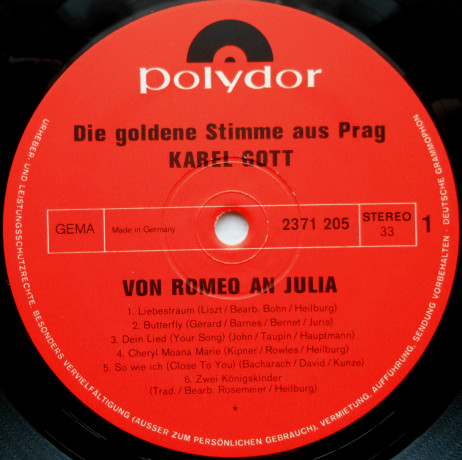 polydor
Die goldene Stimme aus Prag
KAREL GOTT
GEMA
Made in Germany
2371 205
STEREO
33
1
VON ROMEO AN JULIA
1. Liebestraum (Liszt / Bearb. Bohn / Heilburg)
2. Butterfly (Gérard / Barnes / Bernet / Juria)
3. Dein Lied (Your Song) (John / Taupin / Hauptmann)
4. Cheryl Moana Marie (Kipner / Rowles / Heilburg)
5. So wie ich (Close To You) (Bacharach / David / Kunze)
6. Zwei Königskinder
(Trad. / Bearb. Rosemeier / Heilburg)
*
URHEBER- UND LEISTUNGSSCHUTZRECHTE, BESONDERS VERVIELFÄLTIGUNG (AUSSER ZUM PERSÖNLICHEN GEBRAUCH), VERMIETUNG, AUFFÜHRUNG, SENDUNG VORBEHALTEN · DEUTSCHE GRAMMOPHON